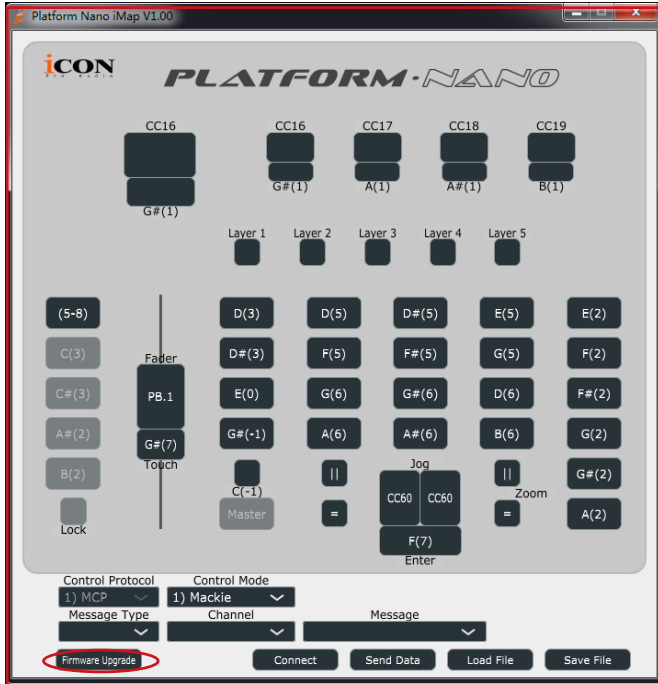 Platform Nano iMap V1.00
iCON
Pro Audio
PLATFORM·NANO
CC16 CC16 CC17 CC18 CC19
G#(1) A(1) A#(1) B(1)
G#(1)
Layer 1 Layer 2 Layer 3 Layer 4 Layer 5
(5-8) D(3) D(5) D#(5) E(5) E(2)
C(3) Fader D#(3) F(5) F#(5) G(5) F(2)
C#(3) PB.1 E(0) G(6) G#(6) D(6) F#(2)
A#(2) G#(7) G#(-1) A(6) A#(6) B(6) G(2)
B(2) Touch C(-1) || Jog CC60 CC60 || Zoom G#(2)
Lock Master = F(7) = A(2)
Enter
Control Protocol Control Mode
1) MCP 1) Mackie
Message Type Channel Message
Firmware Upgrade Connect Send Data Load File Save File